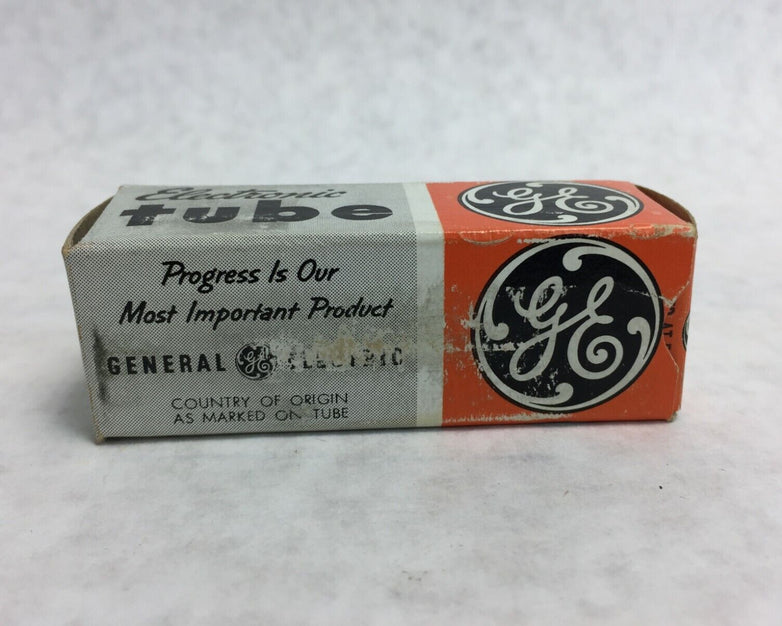 Electronic
tube
GE
Progress Is Our
Most Important Product
GENERAL GE ELECTRIC
COUNTRY OF ORIGIN
AS MARKED ON TUBE
GE